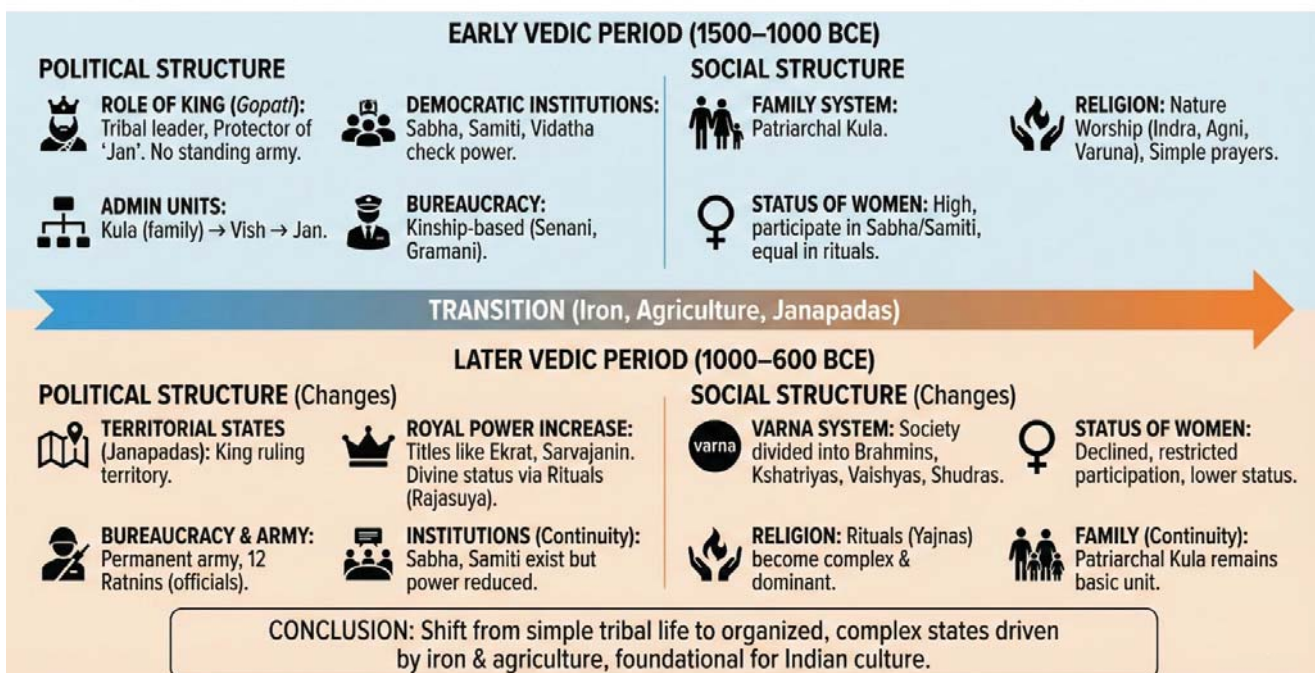 EARLY VEDIC PERIOD (1500–1000 BCE)
POLITICAL STRUCTURE
ROLE OF KING (Gopati):
Tribal leader, Protector of
‘Jan’. No standing army.
DEMOCRATIC INSTITUTIONS:
Sabha, Samiti, Vidatha
check power.
ADMIN UNITS:
Kula (family) → Vish → Jan.
BUREAUCRACY:
Kinship-based (Senani,
Gramani).
SOCIAL STRUCTURE
FAMILY SYSTEM:
Patriarchal Kula.
RELIGION: Nature
Worship (Indra, Agni,
Varuna), Simple prayers.
STATUS OF WOMEN: High,
participate in Sabha/Samiti,
equal in rituals.
TRANSITION (Iron, Agriculture, Janapadas)
LATER VEDIC PERIOD (1000–600 BCE)
POLITICAL STRUCTURE (Changes)
TERRITORIAL STATES
(Janapadas): King ruling
territory.
ROYAL POWER INCREASE:
Titles like Ekrat, Sarvajanin.
Divine status via Rituals
(Rajasuya).
BUREAUCRACY & ARMY:
Permanent army, 12
Ratnins (officials).
INSTITUTIONS (Continuity):
Sabha, Samiti exist but
power reduced.
SOCIAL STRUCTURE (Changes)
varna
VARNA SYSTEM: Society
divided into Brahmins,
Kshatriyas, Vaishyas, Shudras.
STATUS OF WOMEN:
Declined, restricted
participation, lower status.
RELIGION: Rituals (Yajnas)
become complex &
dominant.
FAMILY (Continuity):
Patriarchal Kula remains
basic unit.
CONCLUSION: Shift from simple tribal life to organized, complex states driven
by iron & agriculture, foundational for Indian culture.